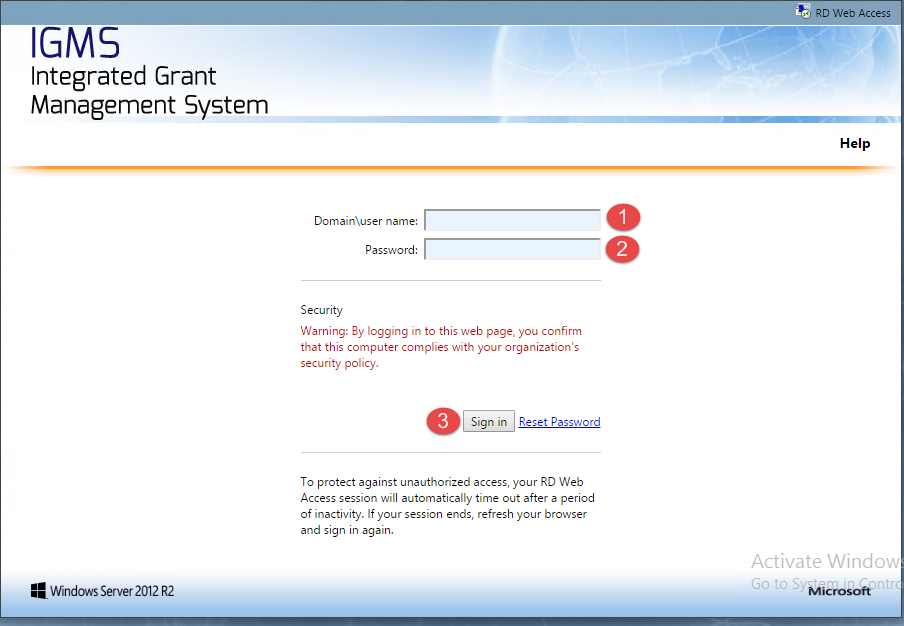 RD Web Access
IGMS
Integrated Grant
Management System
Help
Domain\user name:
1
Password:
2
Security
Warning: By logging in to this web page, you confirm
that this computer complies with your organization's
security policy.
3
Sign in
Reset Password
To protect against unauthorized access, your RD Web
Access session will automatically time out after a period
of inactivity. If your session ends, refresh your browser
and sign in again.
Activate Windows
Go to System in Contro
Windows Server 2012 R2
Microsoft